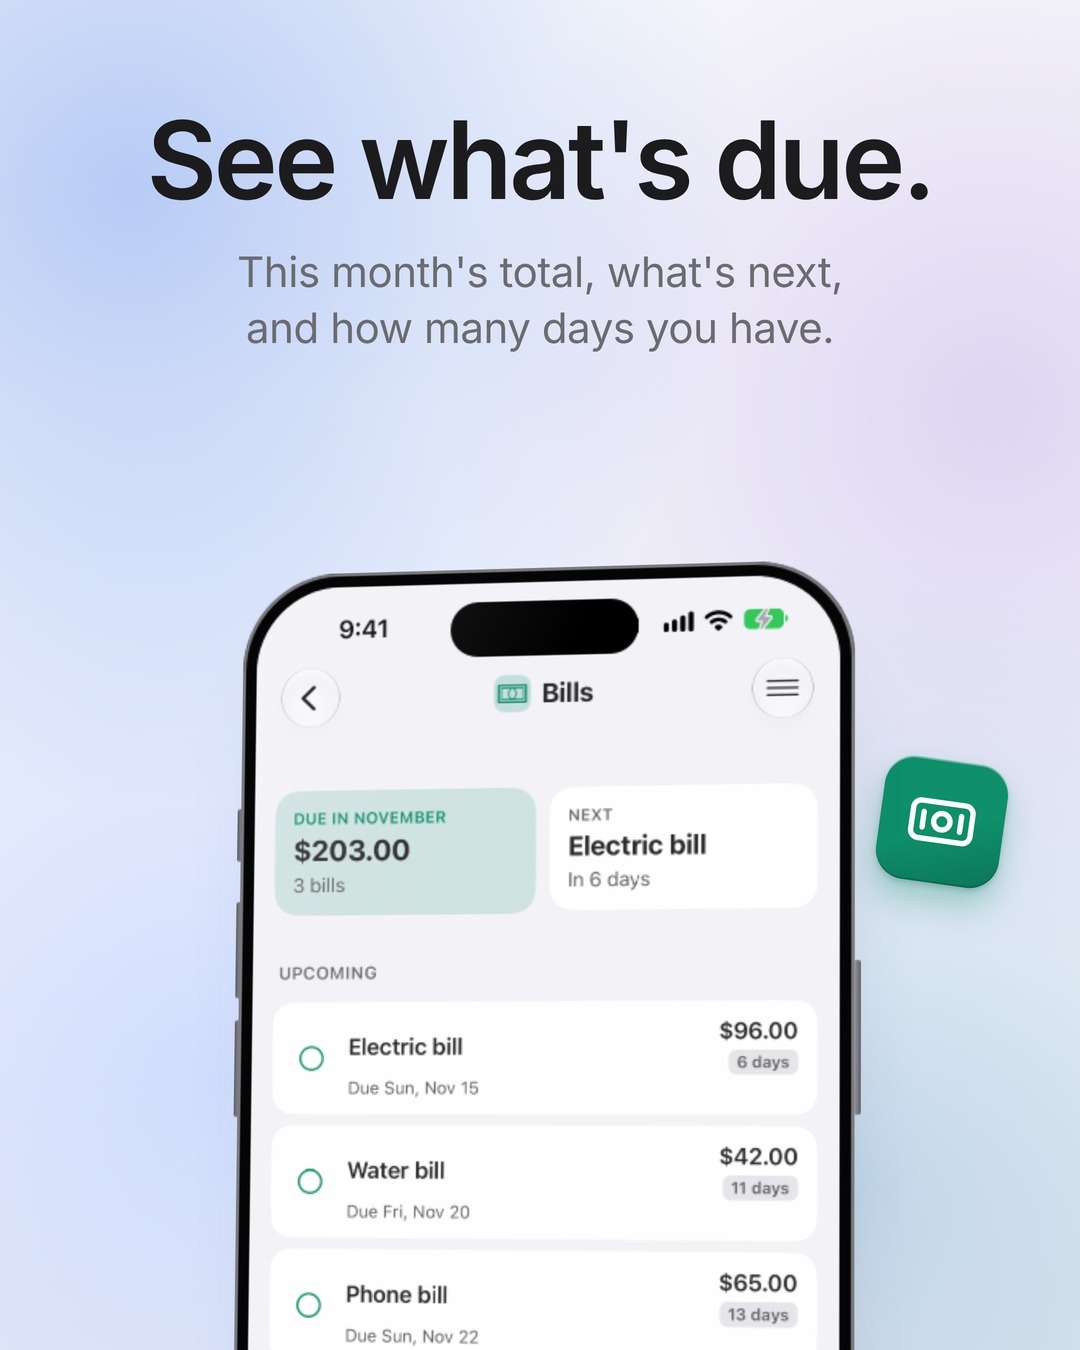 See what's due.
This month's total, what's next,
and how many days you have.
9:41
Bills
DUE IN NOVEMBER
$203.00
3 bills
NEXT
Electric bill
In 6 days
UPCOMING
Electric bill
$96.00
6 days
Due Sun, Nov 15
Water bill
$42.00
11 days
Due Fri, Nov 20
Phone bill
$65.00
13 days
Due Sun, Nov 22